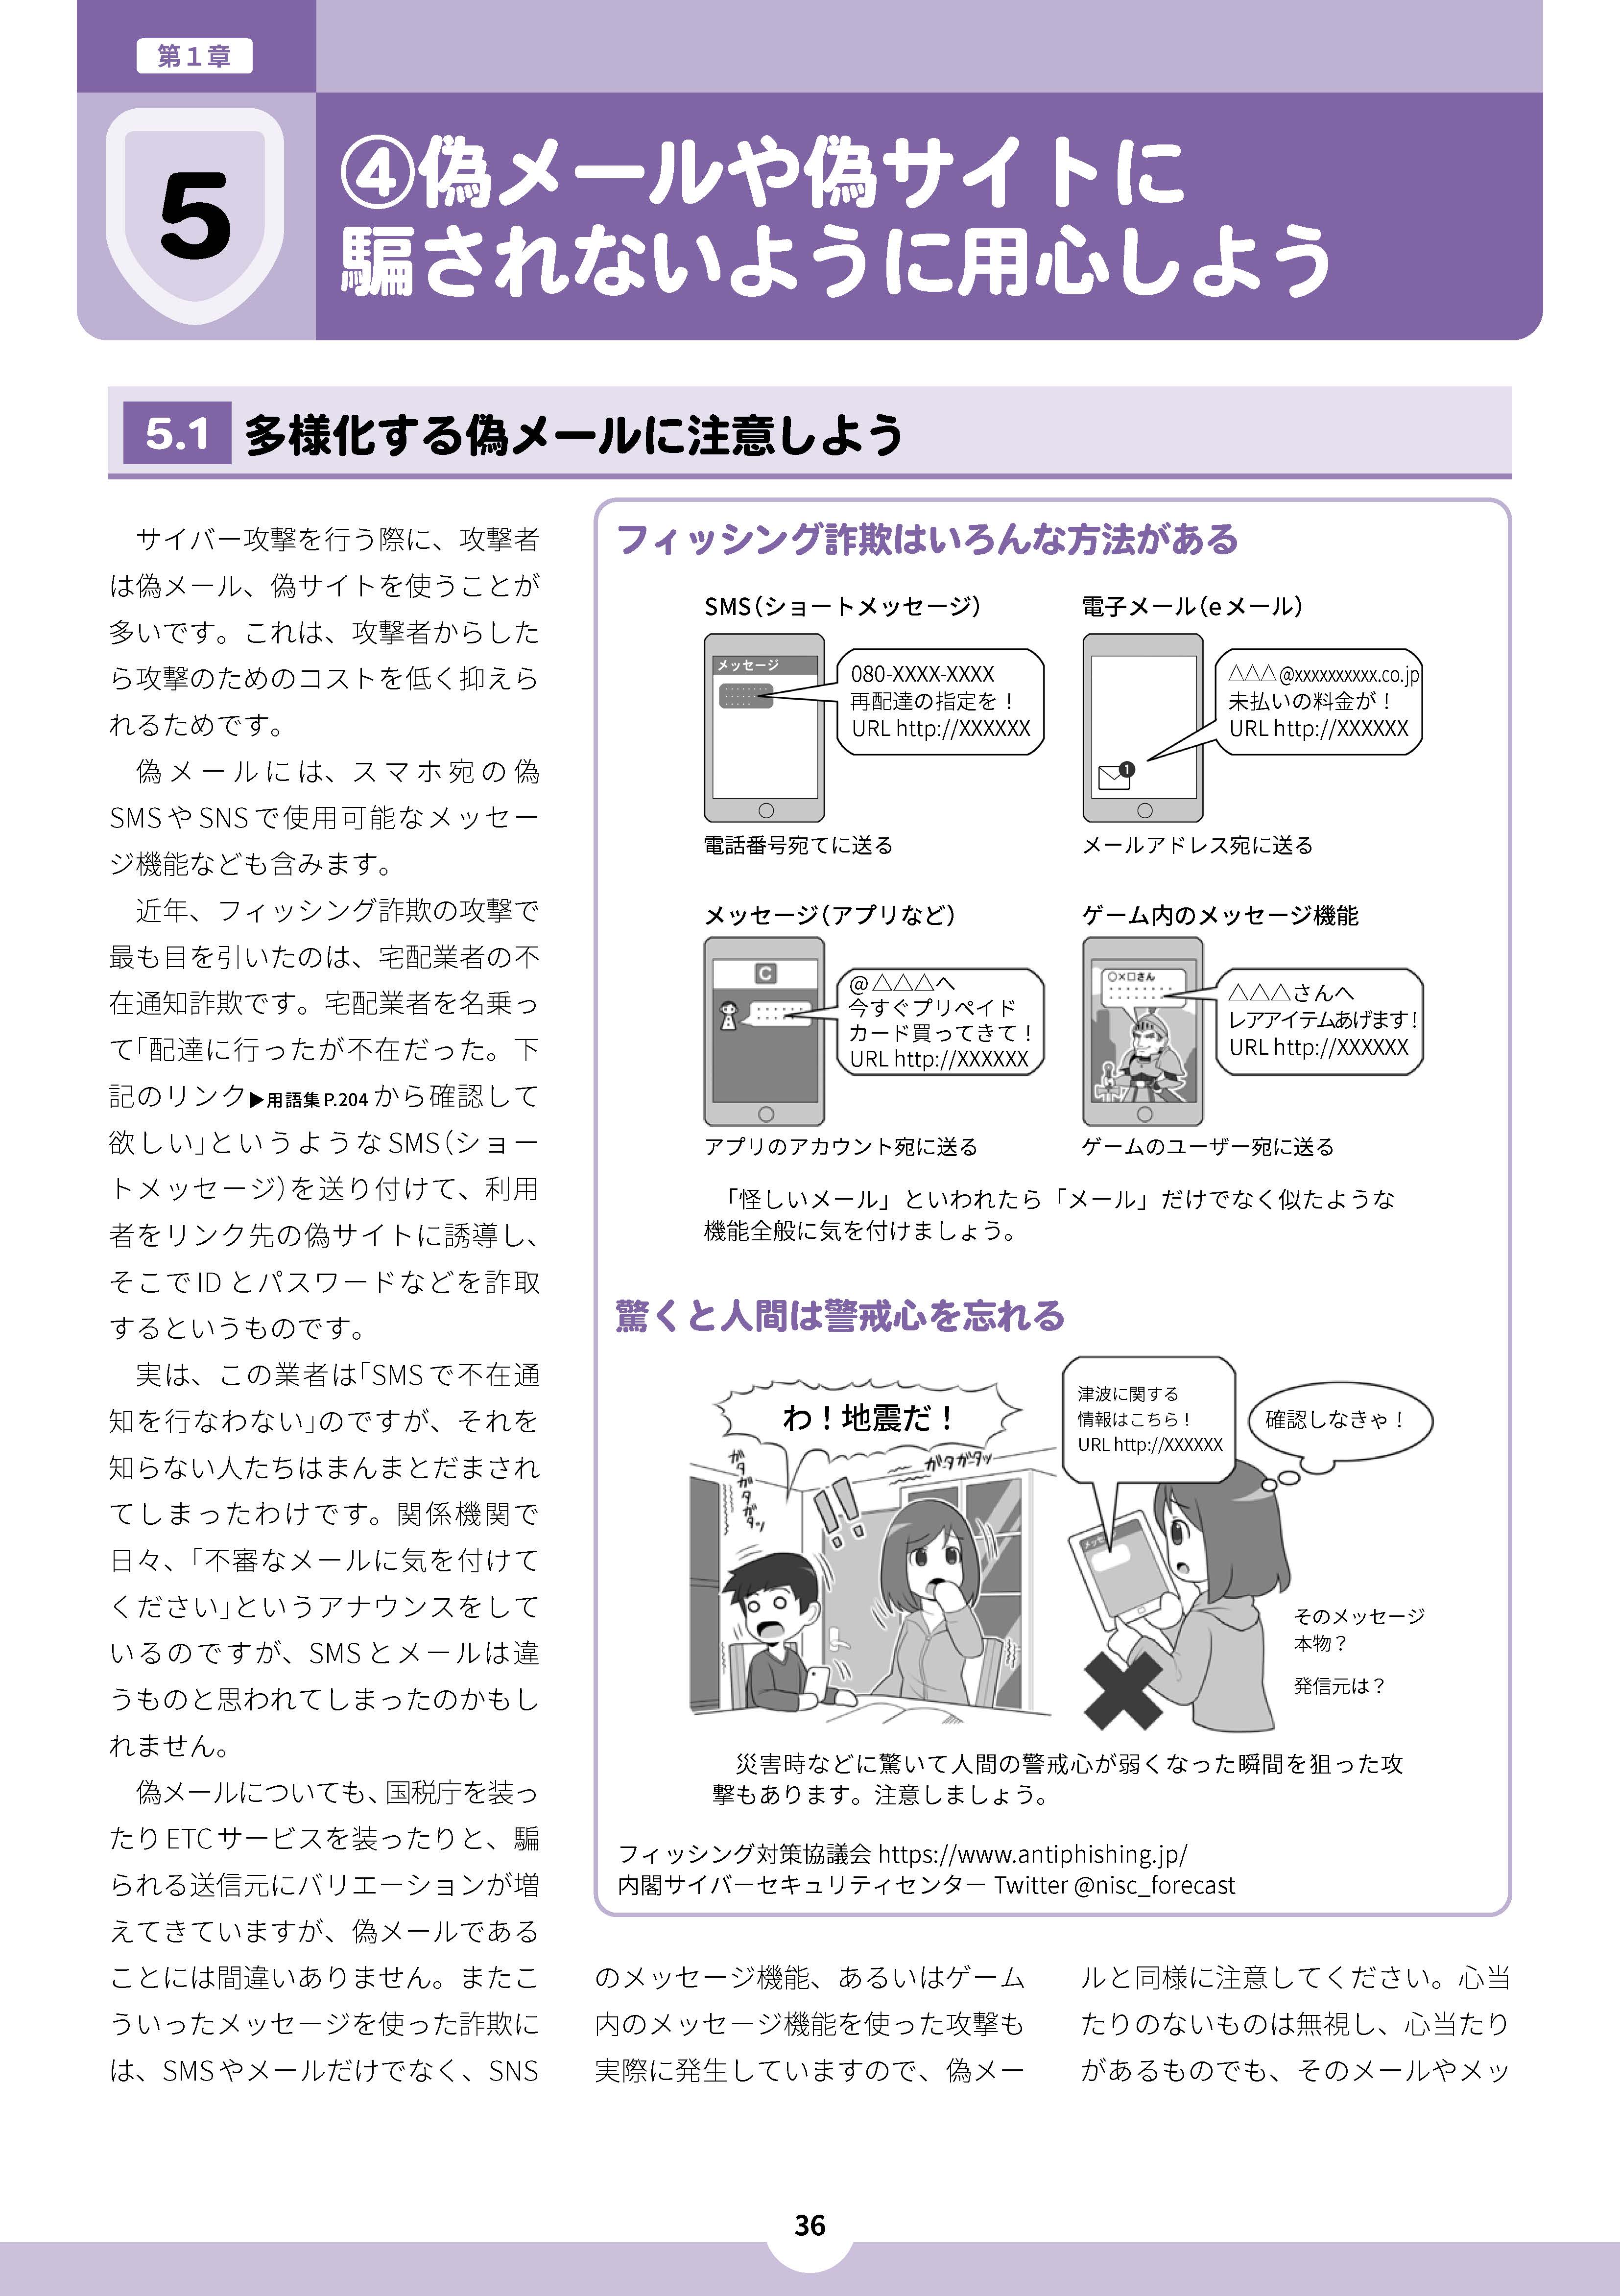 第1章
5
④偽メールや偽サイトに
騙されないように用心しよう
5.1 多様化する偽メールに注意しよう
サイバー攻撃を行う際に、攻撃者
は偽メール、偽サイトを使うことが
多いです。これは、攻撃者からした
ら攻撃のためのコストを低く抑えら
れるためです。
偽メールには、スマホ宛の偽
SMSやSNSで使用可能なメッセー
ジ機能なども含みます。
近年、フィッシング詐欺の攻撃で
最も目を引いたのは、宅配業者の不
在通知詐欺です。宅配業者を名乗っ
て「配達に行ったが不在だった。下
記のリンク▶用語集P.204から確認して
欲しい」というようなSMS（ショー
トメッセージ）を送り付けて、利用
者をリンク先の偽サイトに誘導し、
そこでIDとパスワードなどを詐取
するというものです。
実は、この業者は「SMSで不在通
知を行なわない」のですが、それを
知らない人たちはまんまとだまされ
てしまったわけです。関係機関で
日々、「不審なメールに気を付けて
ください」というアナウンスをして
いるのですが、SMSとメールは違
うものと思われてしまったのかもし
れません。
偽メールについても、国税庁を装っ
たりETCサービスを装ったりと、騙
られる送信元にバリエーションが増
えてきていますが、偽メールである
ことには間違いありません。またこ
ういったメッセージを使った詐欺に
は、SMSやメールだけでなく、SNS
フィッシング詐欺はいろんな方法がある
SMS（ショートメッセージ）
メッセージ
080-XXXX-XXXX
再配達の指定を！
URL http://XXXXXX
電話番号宛てに送る
電子メール（eメール）
1
△△△@xxxxxxxxxx.co.jp
未払いの料金が！
URL http://XXXXXX
メールアドレス宛に送る
メッセージ（アプリなど）
C
@△△△へ
今すぐプリペイド
カード買ってきて！
URL http://XXXXXX
アプリのアカウント宛に送る
ゲーム内のメッセージ機能
○×□さん
△△△さんへ
レアアイテムあげます！
URL http://XXXXXX
ゲームのユーザー宛に送る
「怪しいメール」といわれたら「メール」だけでなく似たような
機能全般に気を付けましょう。
驚くと人間は警戒心を忘れる
わ！地震だ！
ガタガタガタッ
ガタガタッ
!!
津波に関する
情報はこちら！
URL http://XXXXXX
確認しなきゃ！
メッセ
そのメッセージ
本物？
発信元は？
災害時などに驚いて人間の警戒心が弱くなった瞬間を狙った攻
撃もあります。注意しましょう。
フィッシング対策協議会 https://www.antiphishing.jp/
内閣サイバーセキュリティセンター Twitter @nisc_forecast
のメッセージ機能、あるいはゲーム
内のメッセージ機能を使った攻撃も
実際に発生していますので、偽メー
ルと同様に注意してください。心当
たりのないものは無視し、心当たり
があるものでも、そのメールやメッ
36